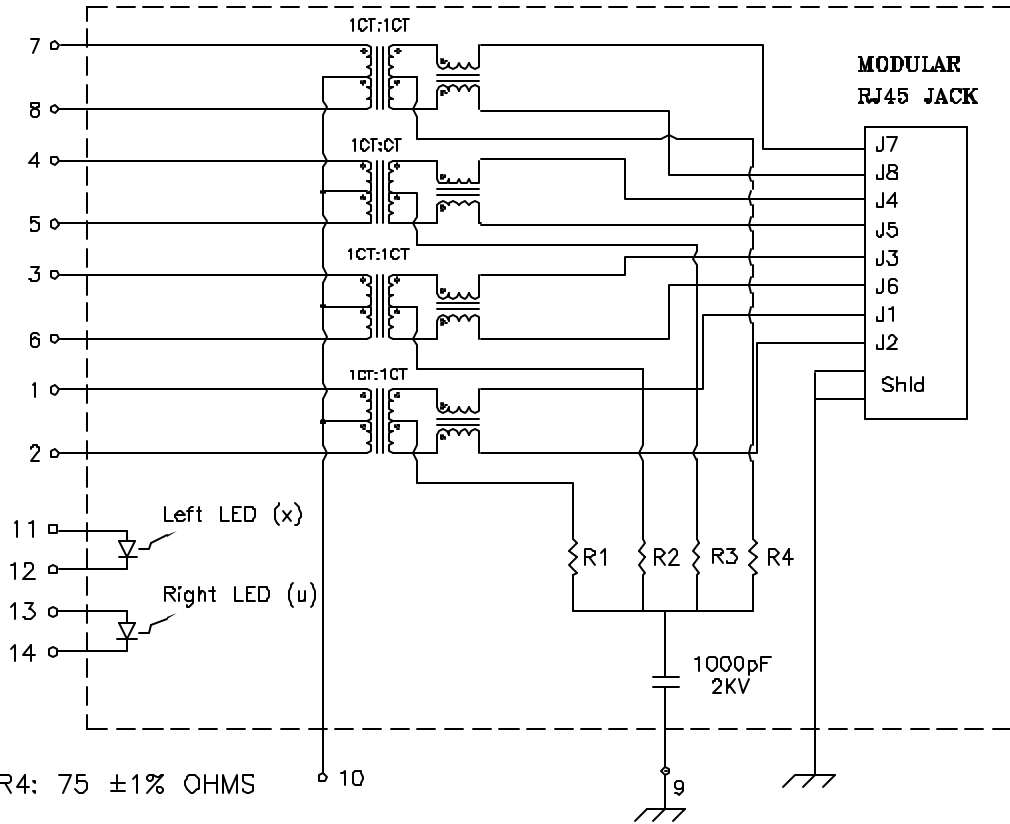 1CT:1CT
7
8
MODULAR
RJ45 JACK
1CT:CT
4
5
J7
J8
J4
J5
J3
J6
J1
J2
Shld
1CT:1CT
3
6
1CT:1CT
1
2
11
12
Left LED (x)
13
14
Right LED (u)
R1
R2
R3
R4
1000pF
2KV
R4: 75 ±1% OHMS
10
9